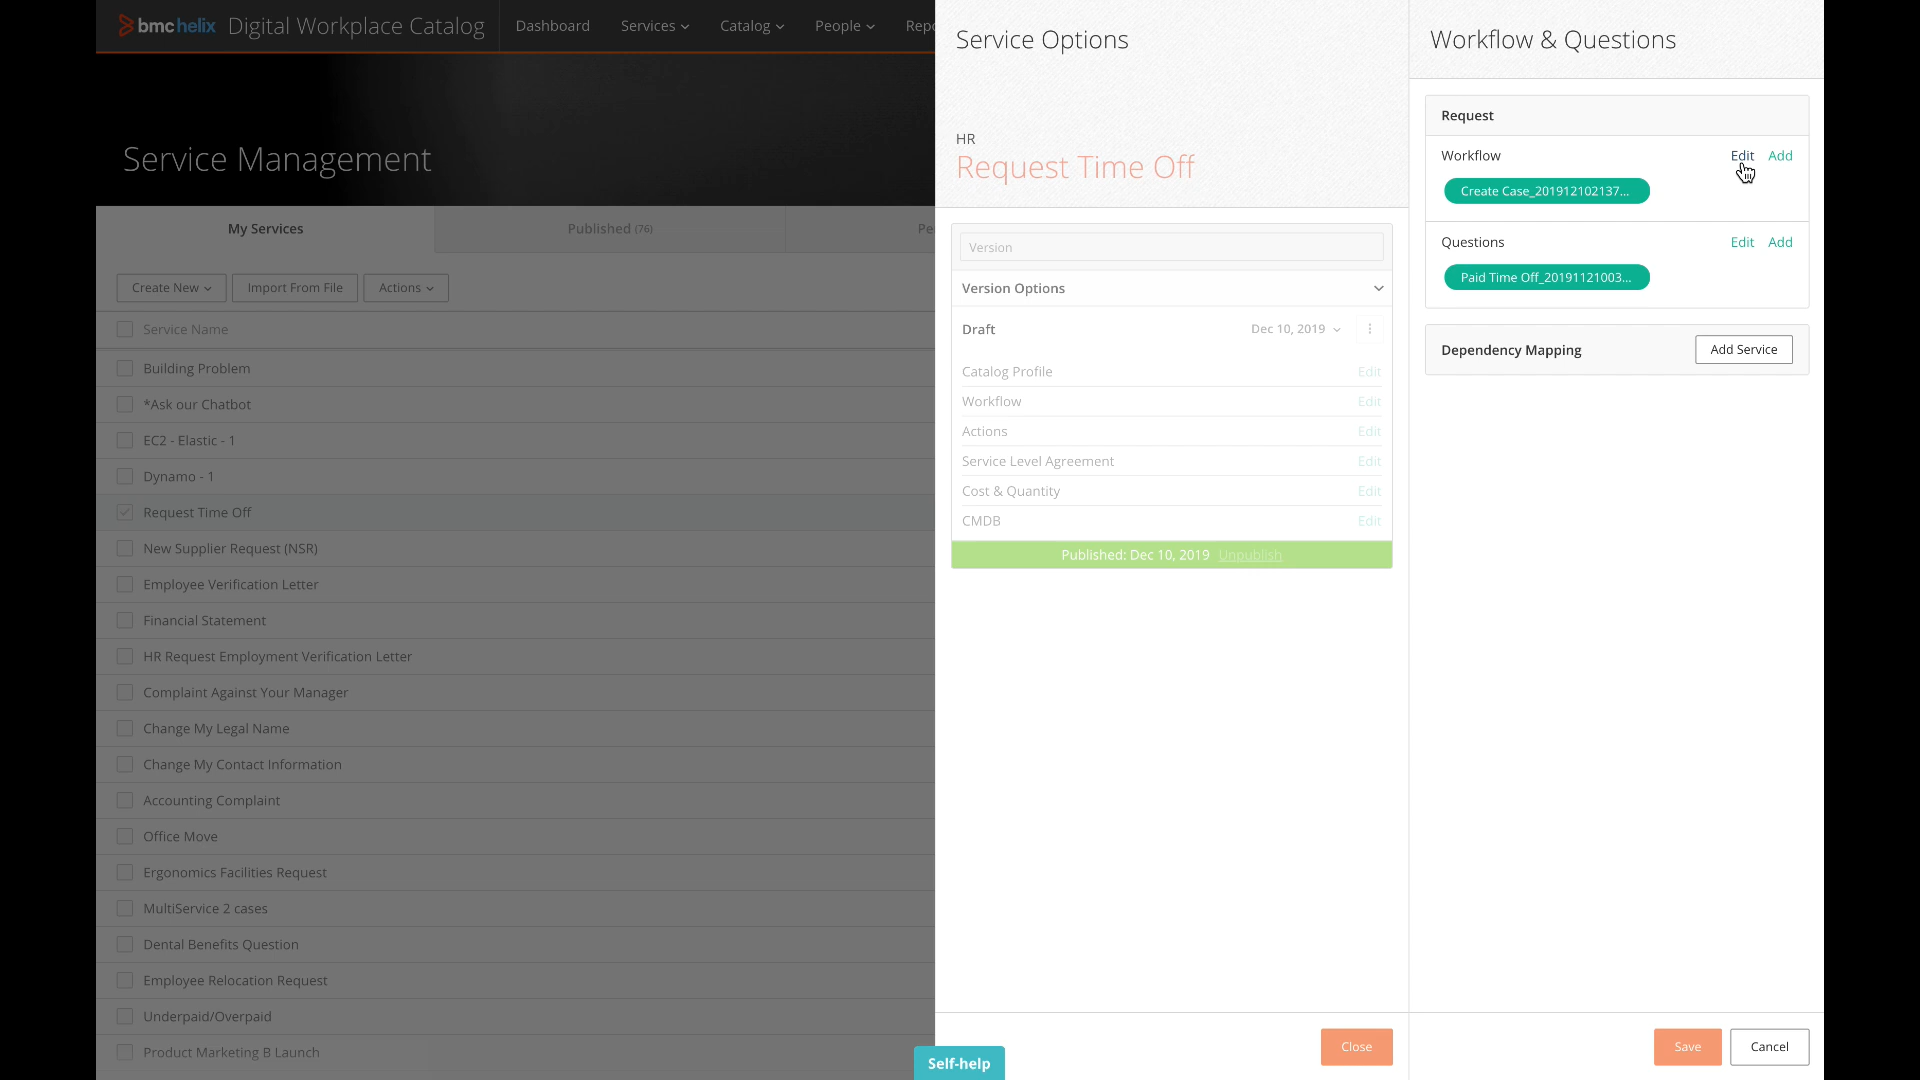 bmc helix Digital Workplace Catalog Dashboard Services Catalog People Repo
Service Management
My Services Published (76) Pe
Create New Import From File Actions
Service Name
Building Problem
*Ask our Chatbot
EC2 - Elastic - 1
Dynamo - 1
Request Time Off
New Supplier Request (NSR)
Employee Verification Letter
Financial Statement
HR Request Employment Verification Letter
Complaint Against Your Manager
Change My Legal Name
Change My Contact Information
Accounting Complaint
Office Move
Ergonomics Facilities Request
MultiService 2 cases
Dental Benefits Question
Employee Relocation Request
Underpaid/Overpaid
Product Marketing B Launch
Self-help
Service Options
HR
Request Time Off
Version
Version Options
Draft Dec 10, 2019
Catalog Profile Edit
Workflow Edit
Actions Edit
Service Level Agreement Edit
Cost & Quantity Edit
CMDB Edit
Published: Dec 10, 2019 Unpublish
Close
Workflow & Questions
Request
Workflow Edit Add
Create Case_201912102137...
Questions Edit Add
Paid Time Off_20191121003...
Dependency Mapping Add Service
Save Cancel